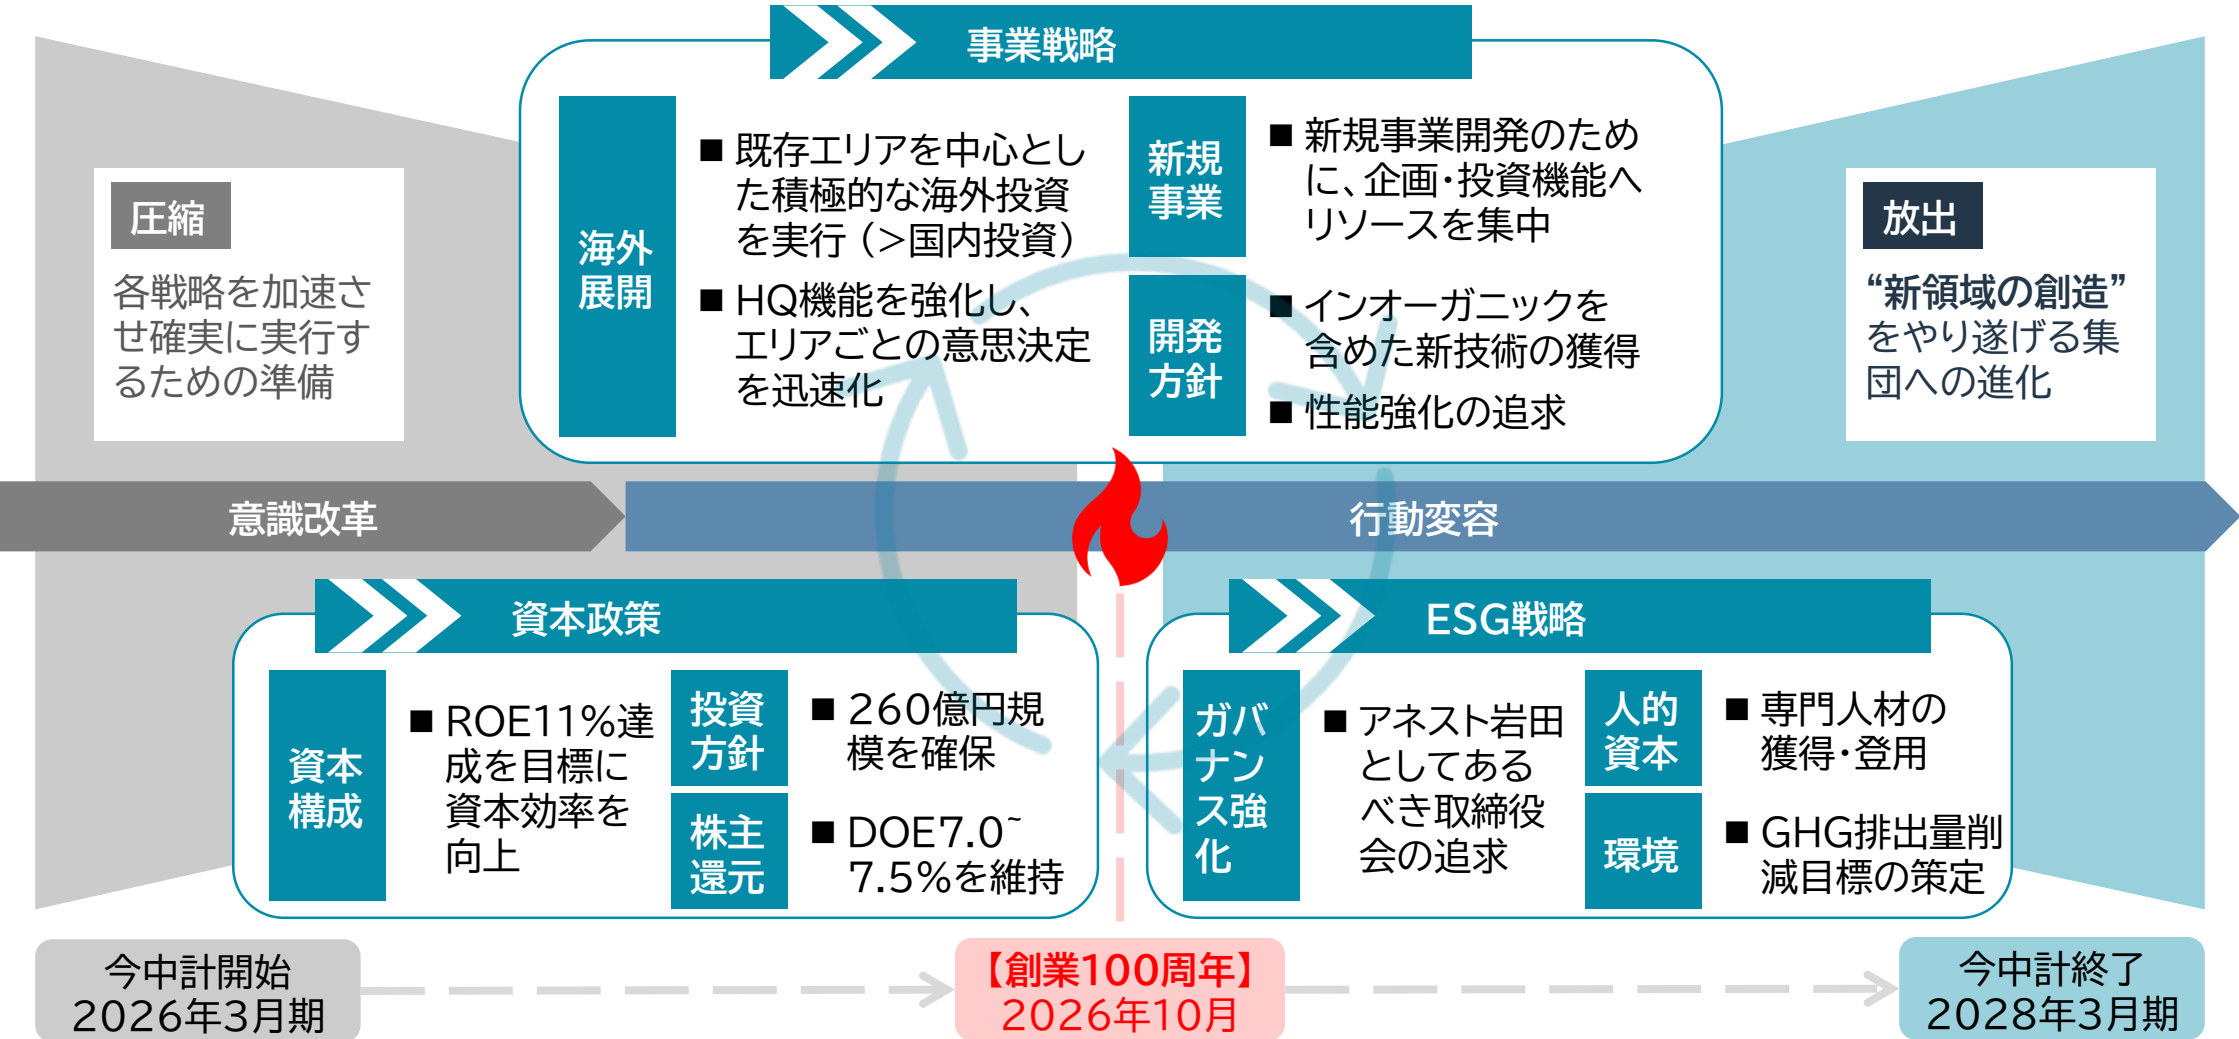 事業戦略
海外
展開
■ 既存エリアを中心とし
た積極的な海外投資
を実行（>国内投資）
■ HQ機能を強化し、
エリアごとの意思決定
を迅速化
新規
事業
■ 新規事業開発のため
に、企画・投資機能へ
リソースを集中
開発
方針
■ インオーガニックを
含めた新技術の獲得
■ 性能強化の追求
圧縮
各戦略を加速さ
せ確実に実行す
るための準備
放出
“新領域の創造”
をやり遂げる集
団への進化
意識改革
行動変容
資本政策
資本
構成
■ ROE11%達
成を目標に
資本効率を
向上
投資
方針
■ 260億円規
模を確保
株主
還元
■ DOE7.0~
7.5%を維持
ESG戦略
ガバ
ナン
ス強
化
■ アネスト岩田
としてある
べき取締役
会の追求
人的
資本
■ 専門人材の
獲得・登用
環境
■ GHG排出量削
減目標の策定
今中計開始
2026年3月期
【創業100周年】
2026年10月
今中計終了
2028年3月期